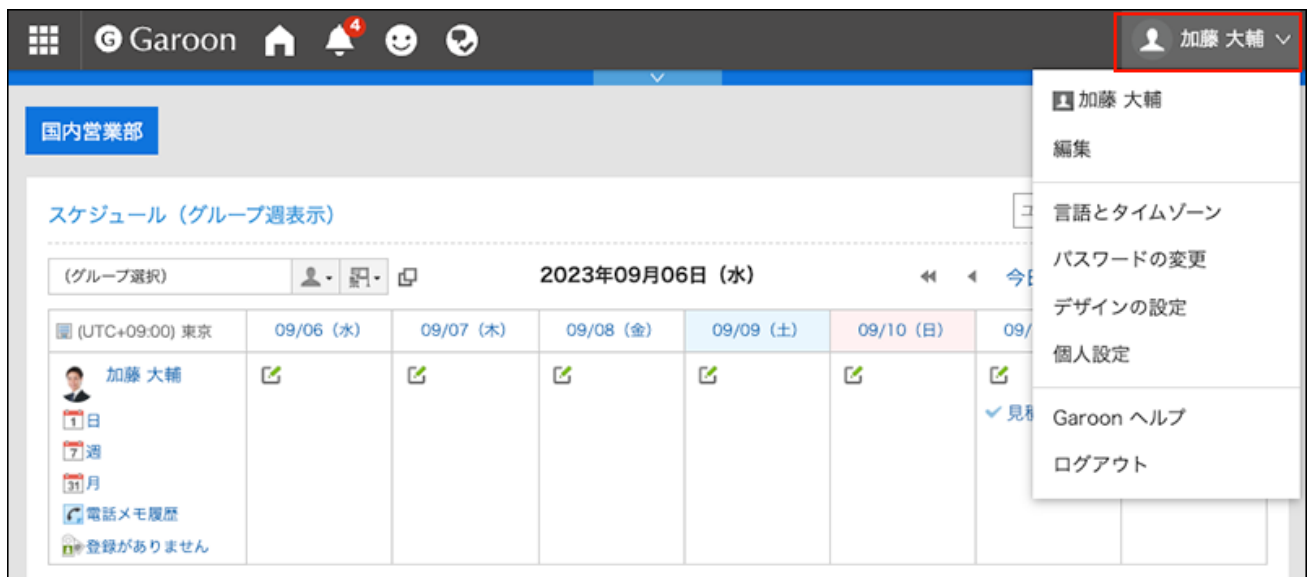 Garoon
4
加藤 大輔
加藤 大輔
編集
言語とタイムゾーン
パスワードの変更
デザインの設定
個人設定
Garoon ヘルプ
ログアウト
国内営業部
スケジュール（グループ週表示）
(グループ選択)
2023年09月06日（水）
(UTC+09:00) 東京
09/06（水）
09/07（木）
09/08（金）
09/09（土）
09/10（日）
09/
加藤 大輔
1 日
7 週
31 月
電話メモ履歴
登録がありません